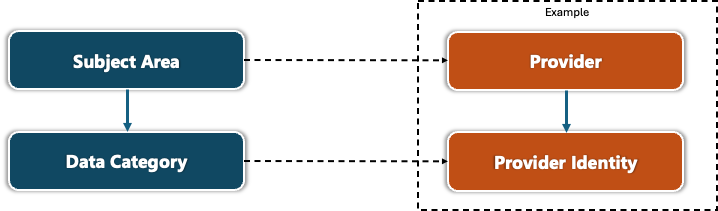 Example
Subject Area
Provider
Data Category
Provider Identity